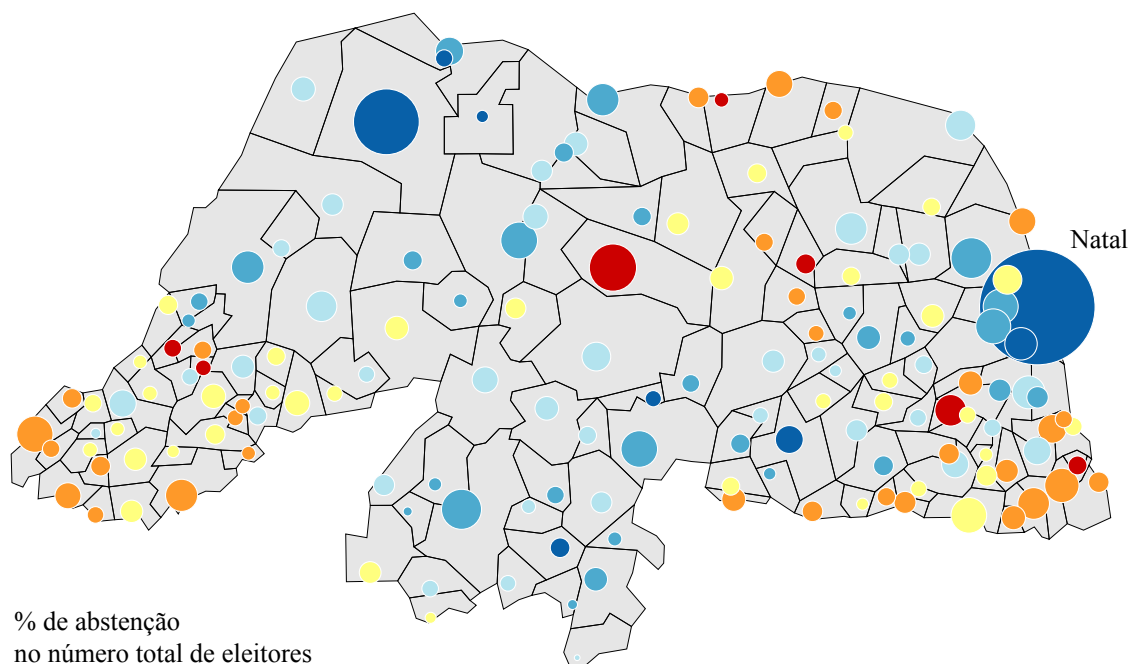 Natal
% de abstenção
no número total de eleitores